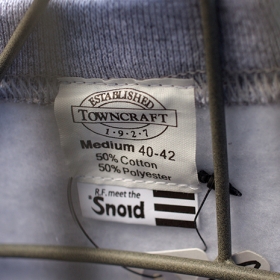 ESTABLISHED
TOWNCRAFT
1•9•2•7
Medium 40-42
50% Cotton
50% Polyester
R.F. meet the
Snoid